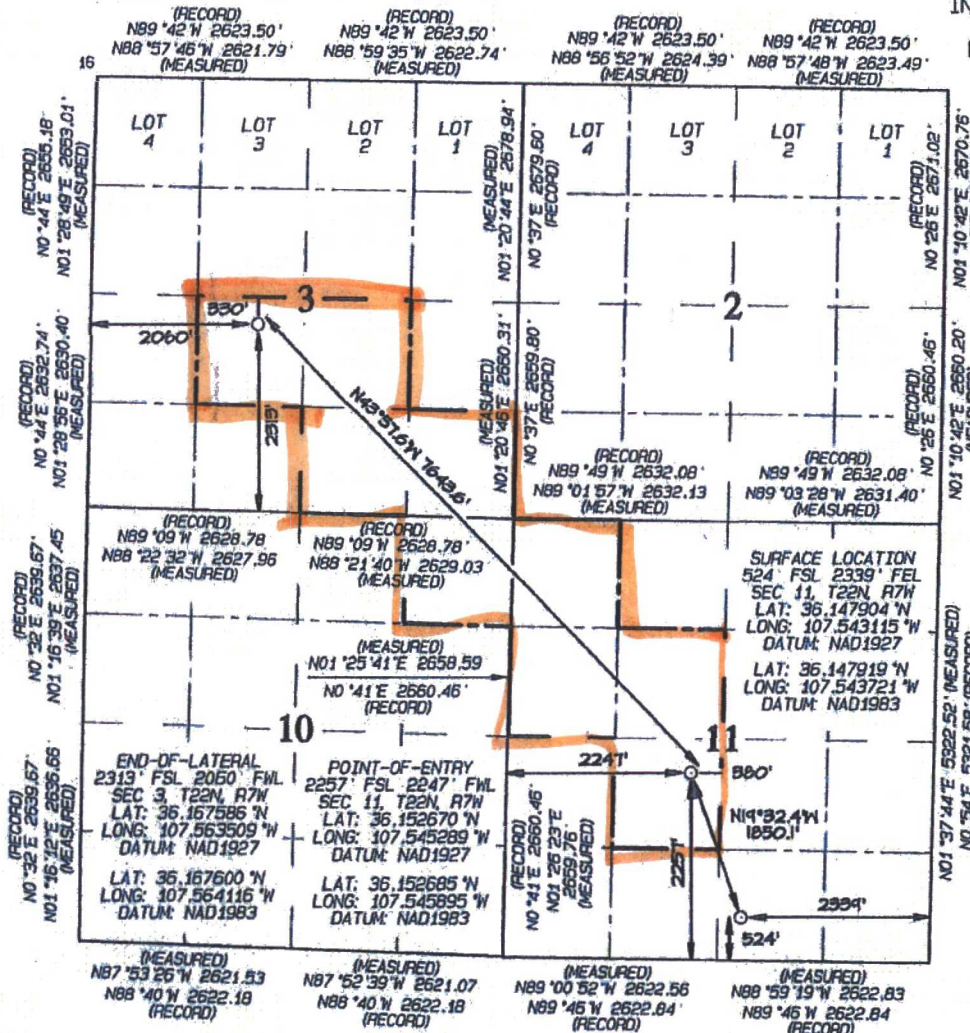 IN
(RECORD)
N89°42'W 2623.50'
N88°57'46"W 2621.79'
(MEASURED)
(RECORD)
N89°42'W 2623.50'
N88°59'35"W 2622.74'
(MEASURED)
(RECORD)
N89°42'W 2623.50'
N88°56'52"W 2624.39'
(MEASURED)
(RECORD)
N89°42'W 2623.50'
N88°57'48"W 2623.49'
(MEASURED)
16
LOT
4
LOT
3
LOT
2
LOT
1
LOT
4
LOT
3
LOT
2
LOT
1
(RECORD)
N0°44'E 2655.18'
N01°28'49"E 2653.01'
(MEASURED)
(MEASURED)
N01°20'44"E 2678.94'
N0°37'E 2679.60'
(RECORD)
(RECORD)
N0°26'E 2671.02'
N01°10'42"E 2670.76'
3
2
330'
2060'
2313'
N43°57.6'W 7643.6'
(RECORD)
N0°44'E 2632.74'
N01°28'56"E 2630.40'
(MEASURED)
(MEASURED)
N01°20'46"E 2660.31'
N0°37'E 2659.80'
(RECORD)
(RECORD)
N0°26'E 2660.46'
N01°10'42"E 2660.20'
(RECORD)
N89°49'W 2632.08'
N89°01'57"W 2632.13
(MEASURED)
(RECORD)
N89°49'W 2632.08'
N89°03'28"W 2631.40'
(MEASURED)
(RECORD)
N89°09'W 2628.78
N88°22'32"W 2627.96
(MEASURED)
(RECORD)
N89°09'W 2628.78
N88°21'40"W 2629.03
(MEASURED)
SURFACE LOCATION
524' FSL 2339' FEL
SEC 11, T22N, R7W
LAT: 36.147904°N
LONG: 107.543115°W
DATUM: NAD1927
LAT: 36.147919°N
LONG: 107.543721°W
DATUM: NAD1983
(RECORD)
N0°32'E 2639.67'
N01°16'39"E 2637.45
(MEASURED)
(MEASURED)
N01°25'41"E 2658.59
N0°41'E 2660.46'
(RECORD)
10
11
END-OF-LATERAL
2313' FSL 2060' FWL
SEC 3, T22N, R7W
LAT: 36.167586°N
LONG: 107.563509°W
DATUM: NAD1927
LAT: 36.167600°N
LONG: 107.564116°W
DATUM: NAD1983
POINT-OF-ENTRY
2257' FSL 2247' FWL
SEC 11, T22N, R7W
LAT: 36.152670°N
LONG: 107.545289°W
DATUM: NAD1927
LAT: 36.152685°N
LONG: 107.545895°W
DATUM: NAD1983
2247'
N19°32.4'W
1850.1'
2257'
2339'
524'
(RECORD)
N0°32'E 2639.67'
N01°16'12"E 2636.66'
(MEASURED)
(RECORD)
N0°41'E 2660.46'
N01°26'23"E
2659.76'
(MEASURED)
N01°37'44"E 5322.52' (MEASURED)
(MEASURED)
N87°53'26"W 2621.53
N88°40'W 2622.18
(RECORD)
(MEASURED)
N87°52'39"W 2621.07
N88°40'W 2622.18
(RECORD)
(MEASURED)
N89°00'52"W 2622.56
N89°46'W 2622.84'
(RECORD)
(MEASURED)
N88°59'19"W 2622.83
N89°46'W 2622.84
(RECORD)